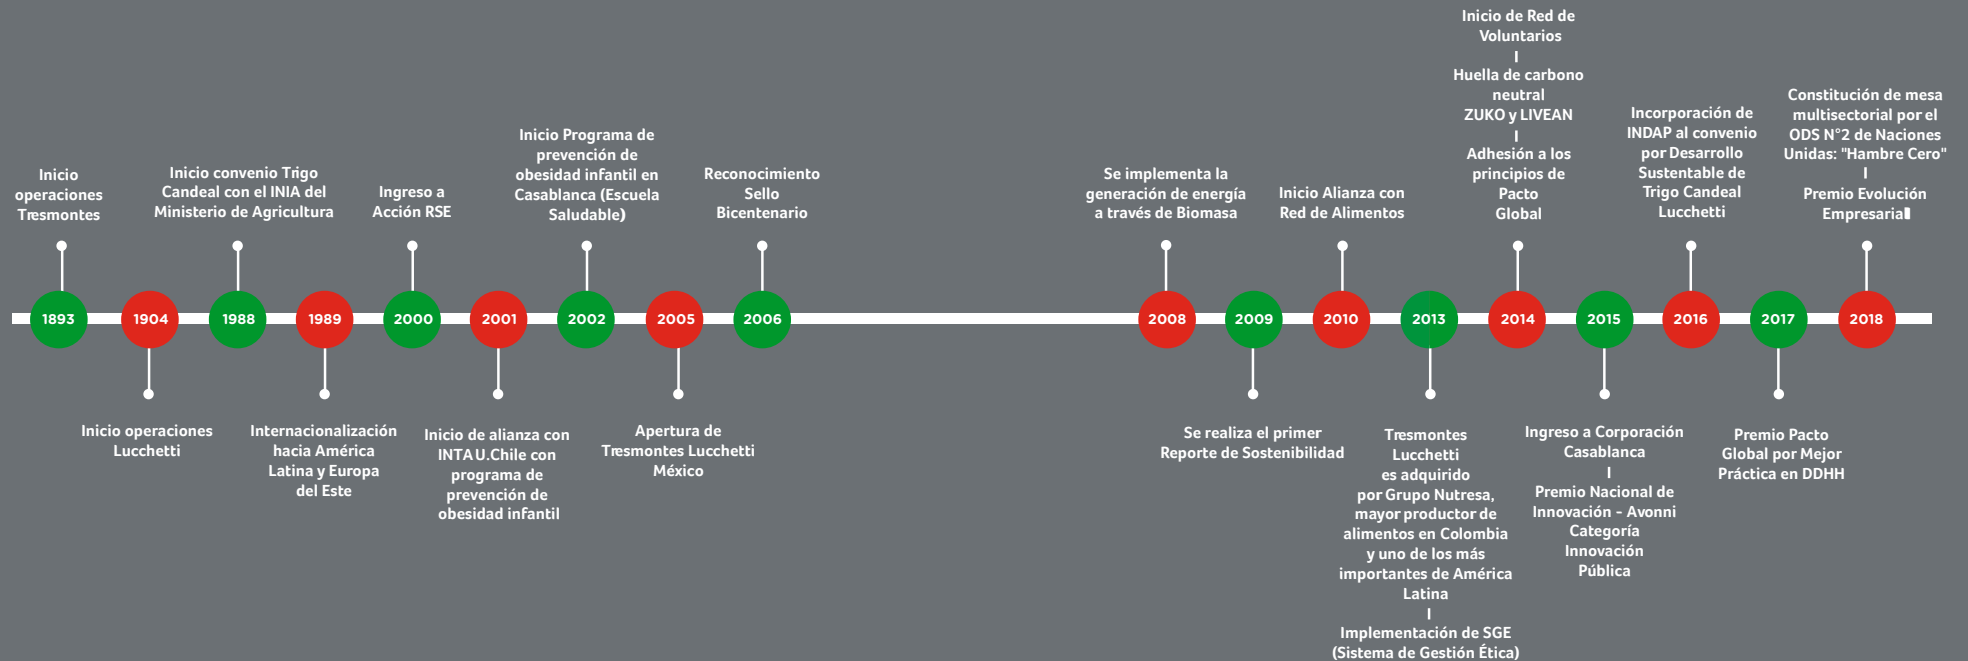 1893
Inicio
operaciones
Tresmontes
1904
Inicio operaciones
Lucchetti
1988
Inicio convenio Trigo
Candeal con el INIA del
Ministerio de Agricultura
1989
Internacionalización
hacia América
Latina y Europa
del Este
2000
Ingreso a
Acción RSE
2001
Inicio de alianza con
INTA U.Chile con
programa de
prevención de
obesidad infantil
2002
Inicio Programa de
prevención de
obesidad infantil en
Casablanca (Escuela
Saludable)
2005
Apertura de
Tresmontes Lucchetti
México
2006
Reconocimiento
Sello
Bicentenario
2008
Se implementa la
generación de energía
a través de Biomasa
2009
Se realiza el primer
Reporte de Sostenibilidad
2010
Inicio Alianza con
Red de Alimentos
2013
Tresmontes
Lucchetti
es adquirido
por Grupo Nutresa,
mayor productor de
alimentos en Colombia
y uno de los más
importantes de América
Latina
I
Implementación de SGE
(Sistema de Gestión Ética)
2014
Inicio de Red de
Voluntarios
I
Huella de carbono
neutral
ZUKO y LIVEAN
I
Adhesión a los
principios de
Pacto
Global
2015
Ingreso a Corporación
Casablanca
I
Premio Nacional de
Innovación - Avonni
Categoría
Innovación
Pública
2016
Incorporación de
INDAP al convenio
por Desarrollo
Sustentable de
Trigo Candeal
Lucchetti
2017
Premio Pacto
Global por Mejor
Práctica en DDHH
2018
Constitución de mesa
multisectorial por el
ODS N°2 de Naciones
Unidas: "Hambre Cero"
I
Premio Evolución
Empresarial